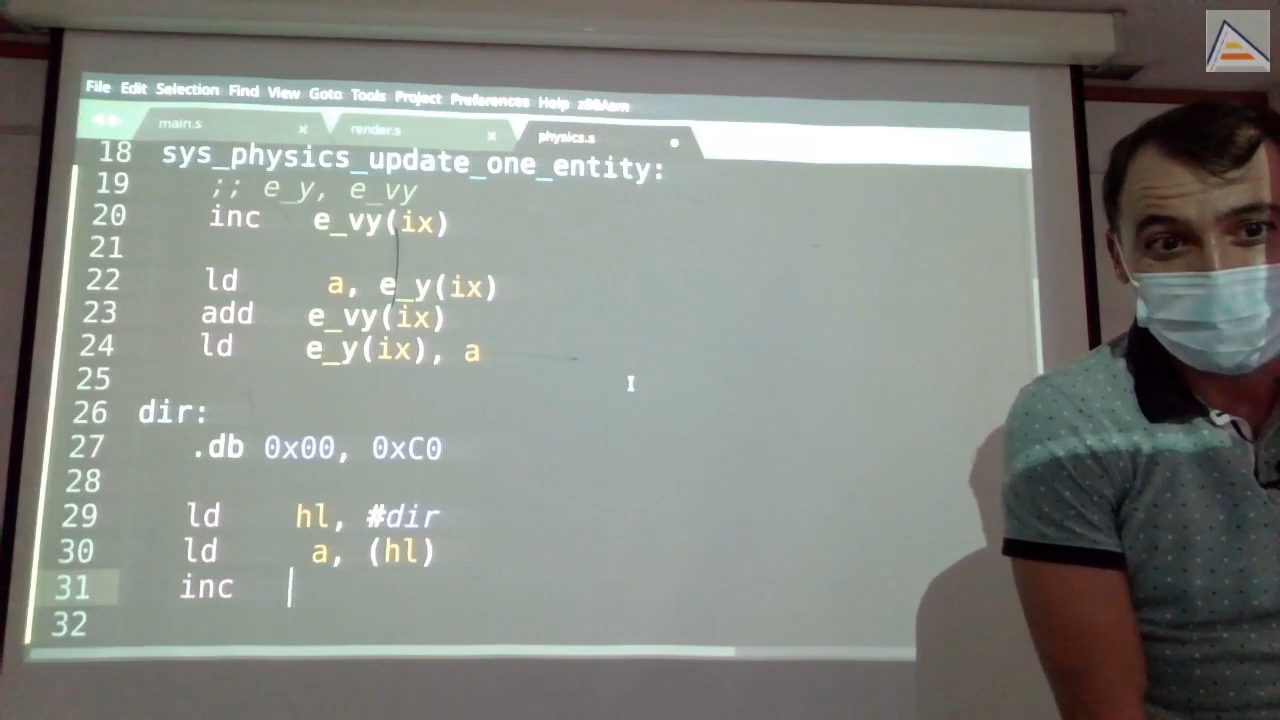 File Edit Selection Find View Goto Tools Project Preferences Help z80Asm
main.s x render.s x physics.s
18 sys_physics_update_one_entity:
19 ;; e_y, e_vy
20 inc e_vy(ix)
21
22 ld a, e_y(ix)
23 add e_vy(ix)
24 ld e_y(ix), a
25
26 dir:
27 .db 0x00, 0xC0
28
29 ld hl, #dir
30 ld a, (hl)
31 inc
32